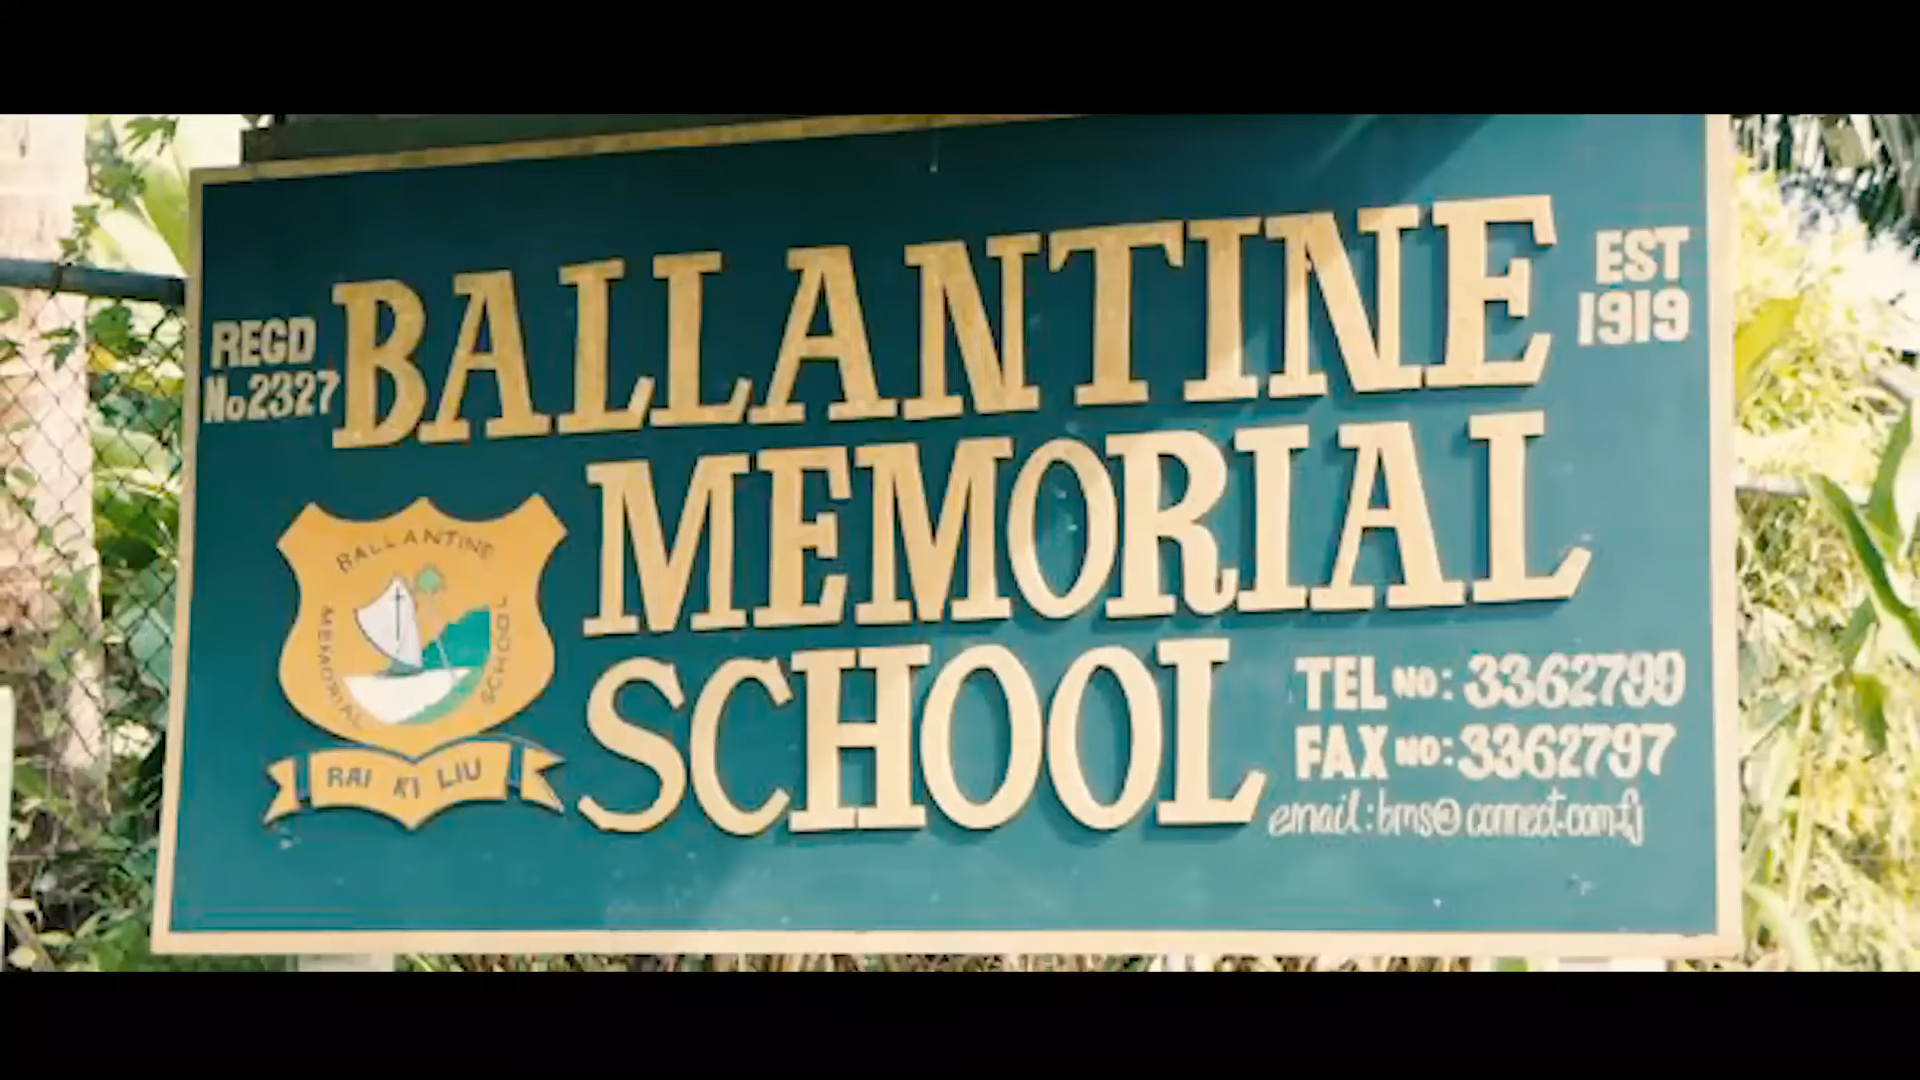 BALLANTINE
REGD
No2327
EST
1919
MEMORIAL
SCHOOL
BALLANTINE
MEMORIAL
SCHOOL
RAI KI LIU
TEL NO: 3362799
FAX NO: 3362797
email: bms@connect.com.fj